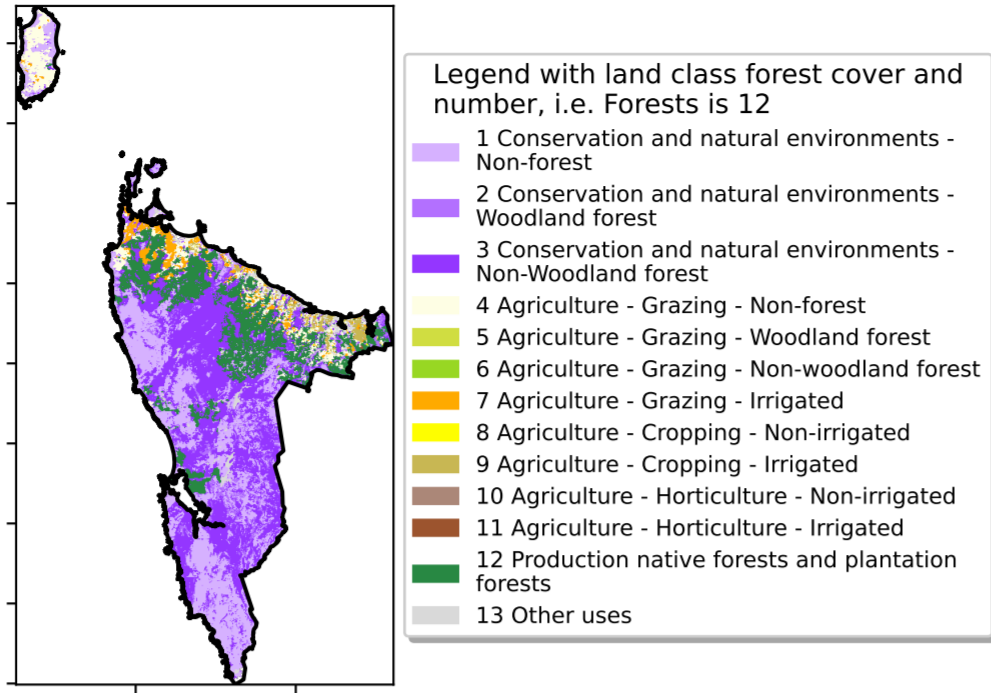 Legend with land class forest cover and
number, i.e. Forests is 12
1 Conservation and natural environments -
Non-forest
2 Conservation and natural environments -
Woodland forest
3 Conservation and natural environments -
Non-Woodland forest
4 Agriculture - Grazing - Non-forest
5 Agriculture - Grazing - Woodland forest
6 Agriculture - Grazing - Non-woodland forest
7 Agriculture - Grazing - Irrigated
8 Agriculture - Cropping - Non-irrigated
9 Agriculture - Cropping - Irrigated
10 Agriculture - Horticulture - Non-irrigated
11 Agriculture - Horticulture - Irrigated
12 Production native forests and plantation
forests
13 Other uses